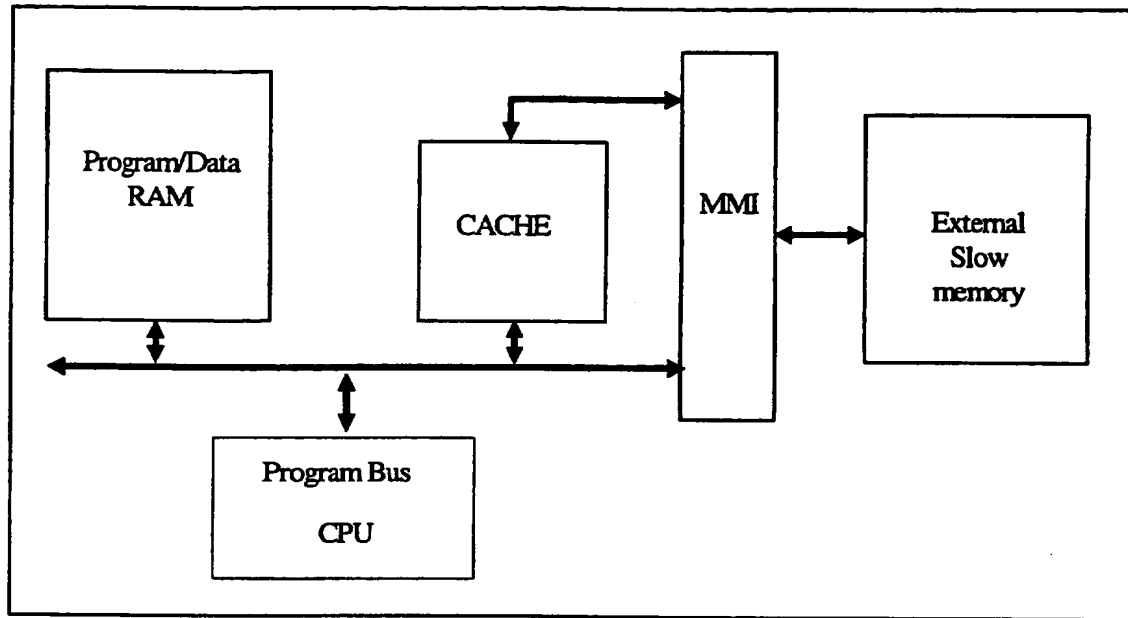 Program/Data
RAM
CACHE
MMI
External
Slow
memory
Program Bus
CPU